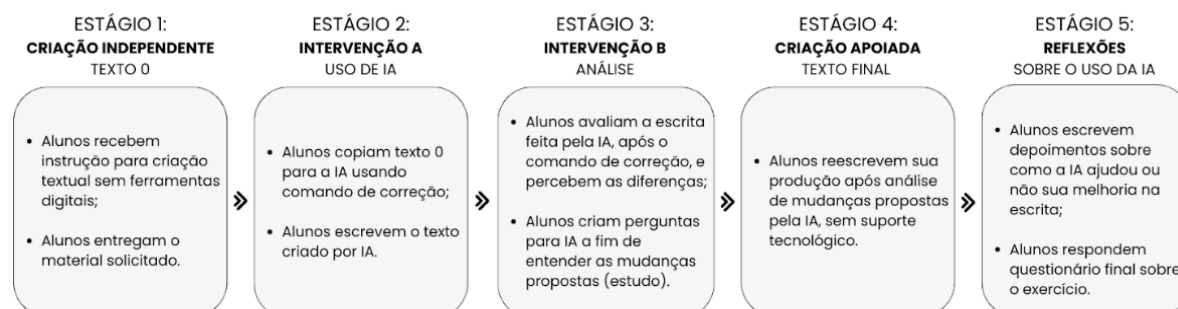 ESTÁGIO 1:
CRIAÇÃO INDEPENDENTE
TEXTO 0
• Alunos recebem
instrução para criação
textual sem ferramentas
digitais;
• Alunos entregam o
material solicitado.
ESTÁGIO 2:
INTERVENÇÃO A
USO DE IA
• Alunos copiam texto 0
para a IA usando
comando de correção;
• Alunos escrevem o texto
criado por IA.
ESTÁGIO 3:
INTERVENÇÃO B
ANÁLISE
• Alunos avaliam a escrita
feita pela IA, após o
comando de correção, e
percebem as diferenças;
• Alunos criam perguntas
para IA a fim de
entender as mudanças
propostas (estudo).
ESTÁGIO 4:
CRIAÇÃO APOIADA
TEXTO FINAL
• Alunos reescrevem sua
produção após análise
de mudanças propostas
pela IA, sem suporte
tecnológico.
ESTÁGIO 5:
REFLEXÕES
SOBRE O USO DA IA
• Alunos escrevem
depoimentos sobre
como a IA ajudou ou
não sua melhoria na
escrita;
• Alunos respondem
questionário final sobre
o exercício.